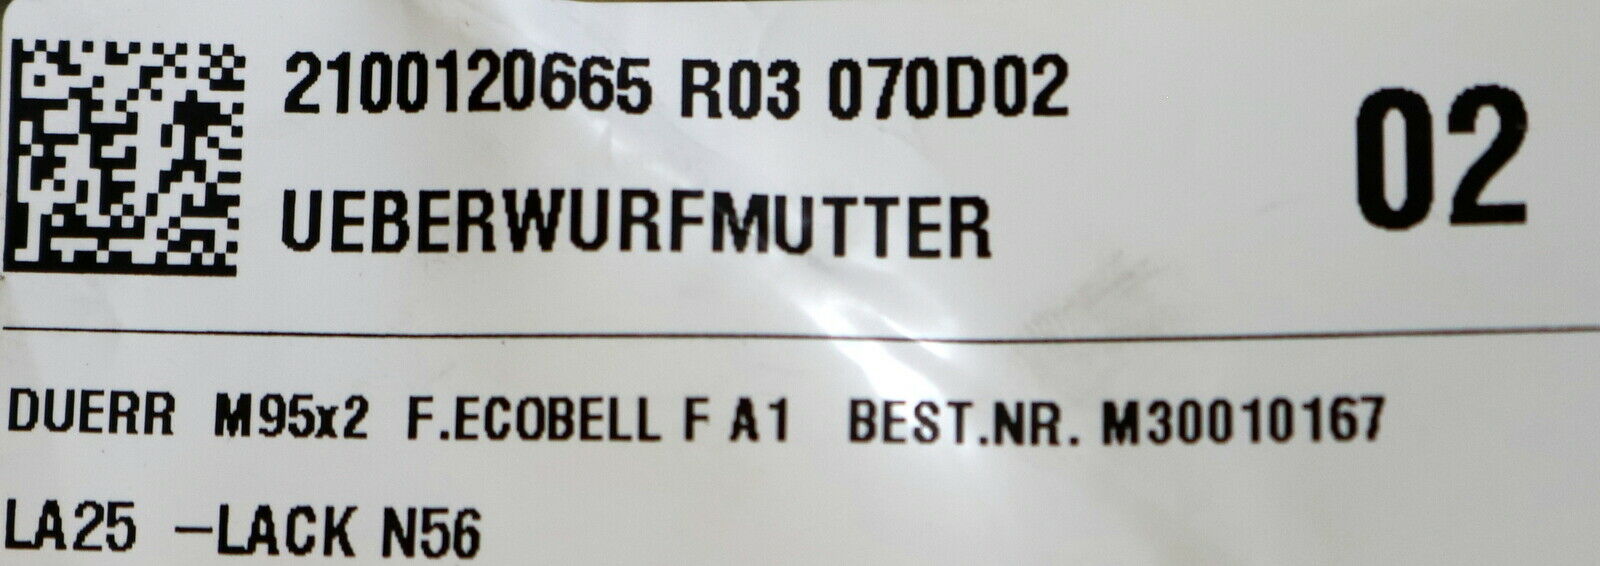 2100120665 R03 070D02
02
UEBERWURFMUTTER
DUERR M95x2 F.ECOBELL F A1 BEST.NR. M30010167
LA25 -LACK N56